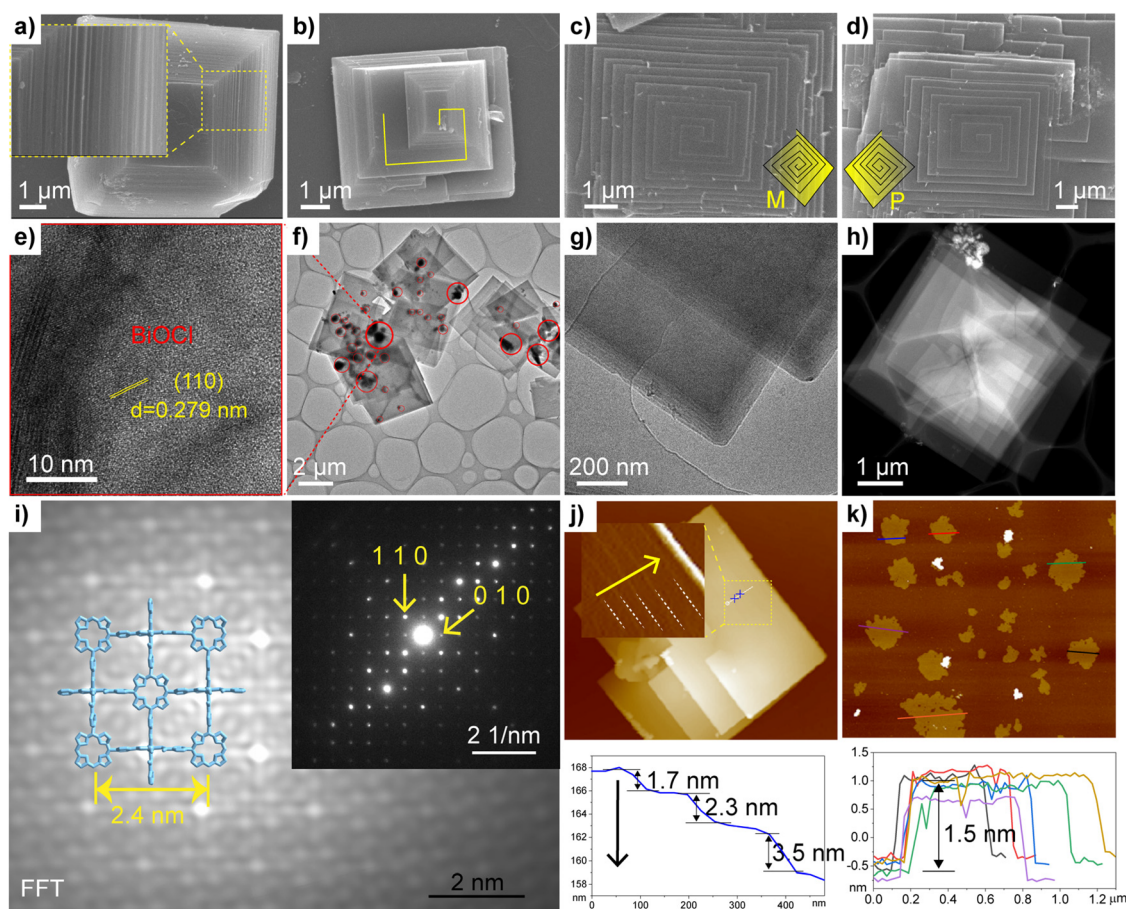 a)
1 μm
b)
1 μm
c)
1 μm
M
d)
P
1 μm
e)
BiOCl
(110)
d=0.279 nm
10 nm
f)
2 μm
g)
200 nm
h)
1 μm
i)
1 1 0
0 1 0
2 1/nm
2.4 nm
FFT
2 nm
j)
168
166
164
162
160
158
nm
1.7 nm
2.3 nm
3.5 nm
0
100
200
300
400
nm
k)
1.5
1.0
0.5
0.0
-0.5
nm
1.5 nm
0.0
0.2
0.4
0.6
0.8
1.0
1.2
μm